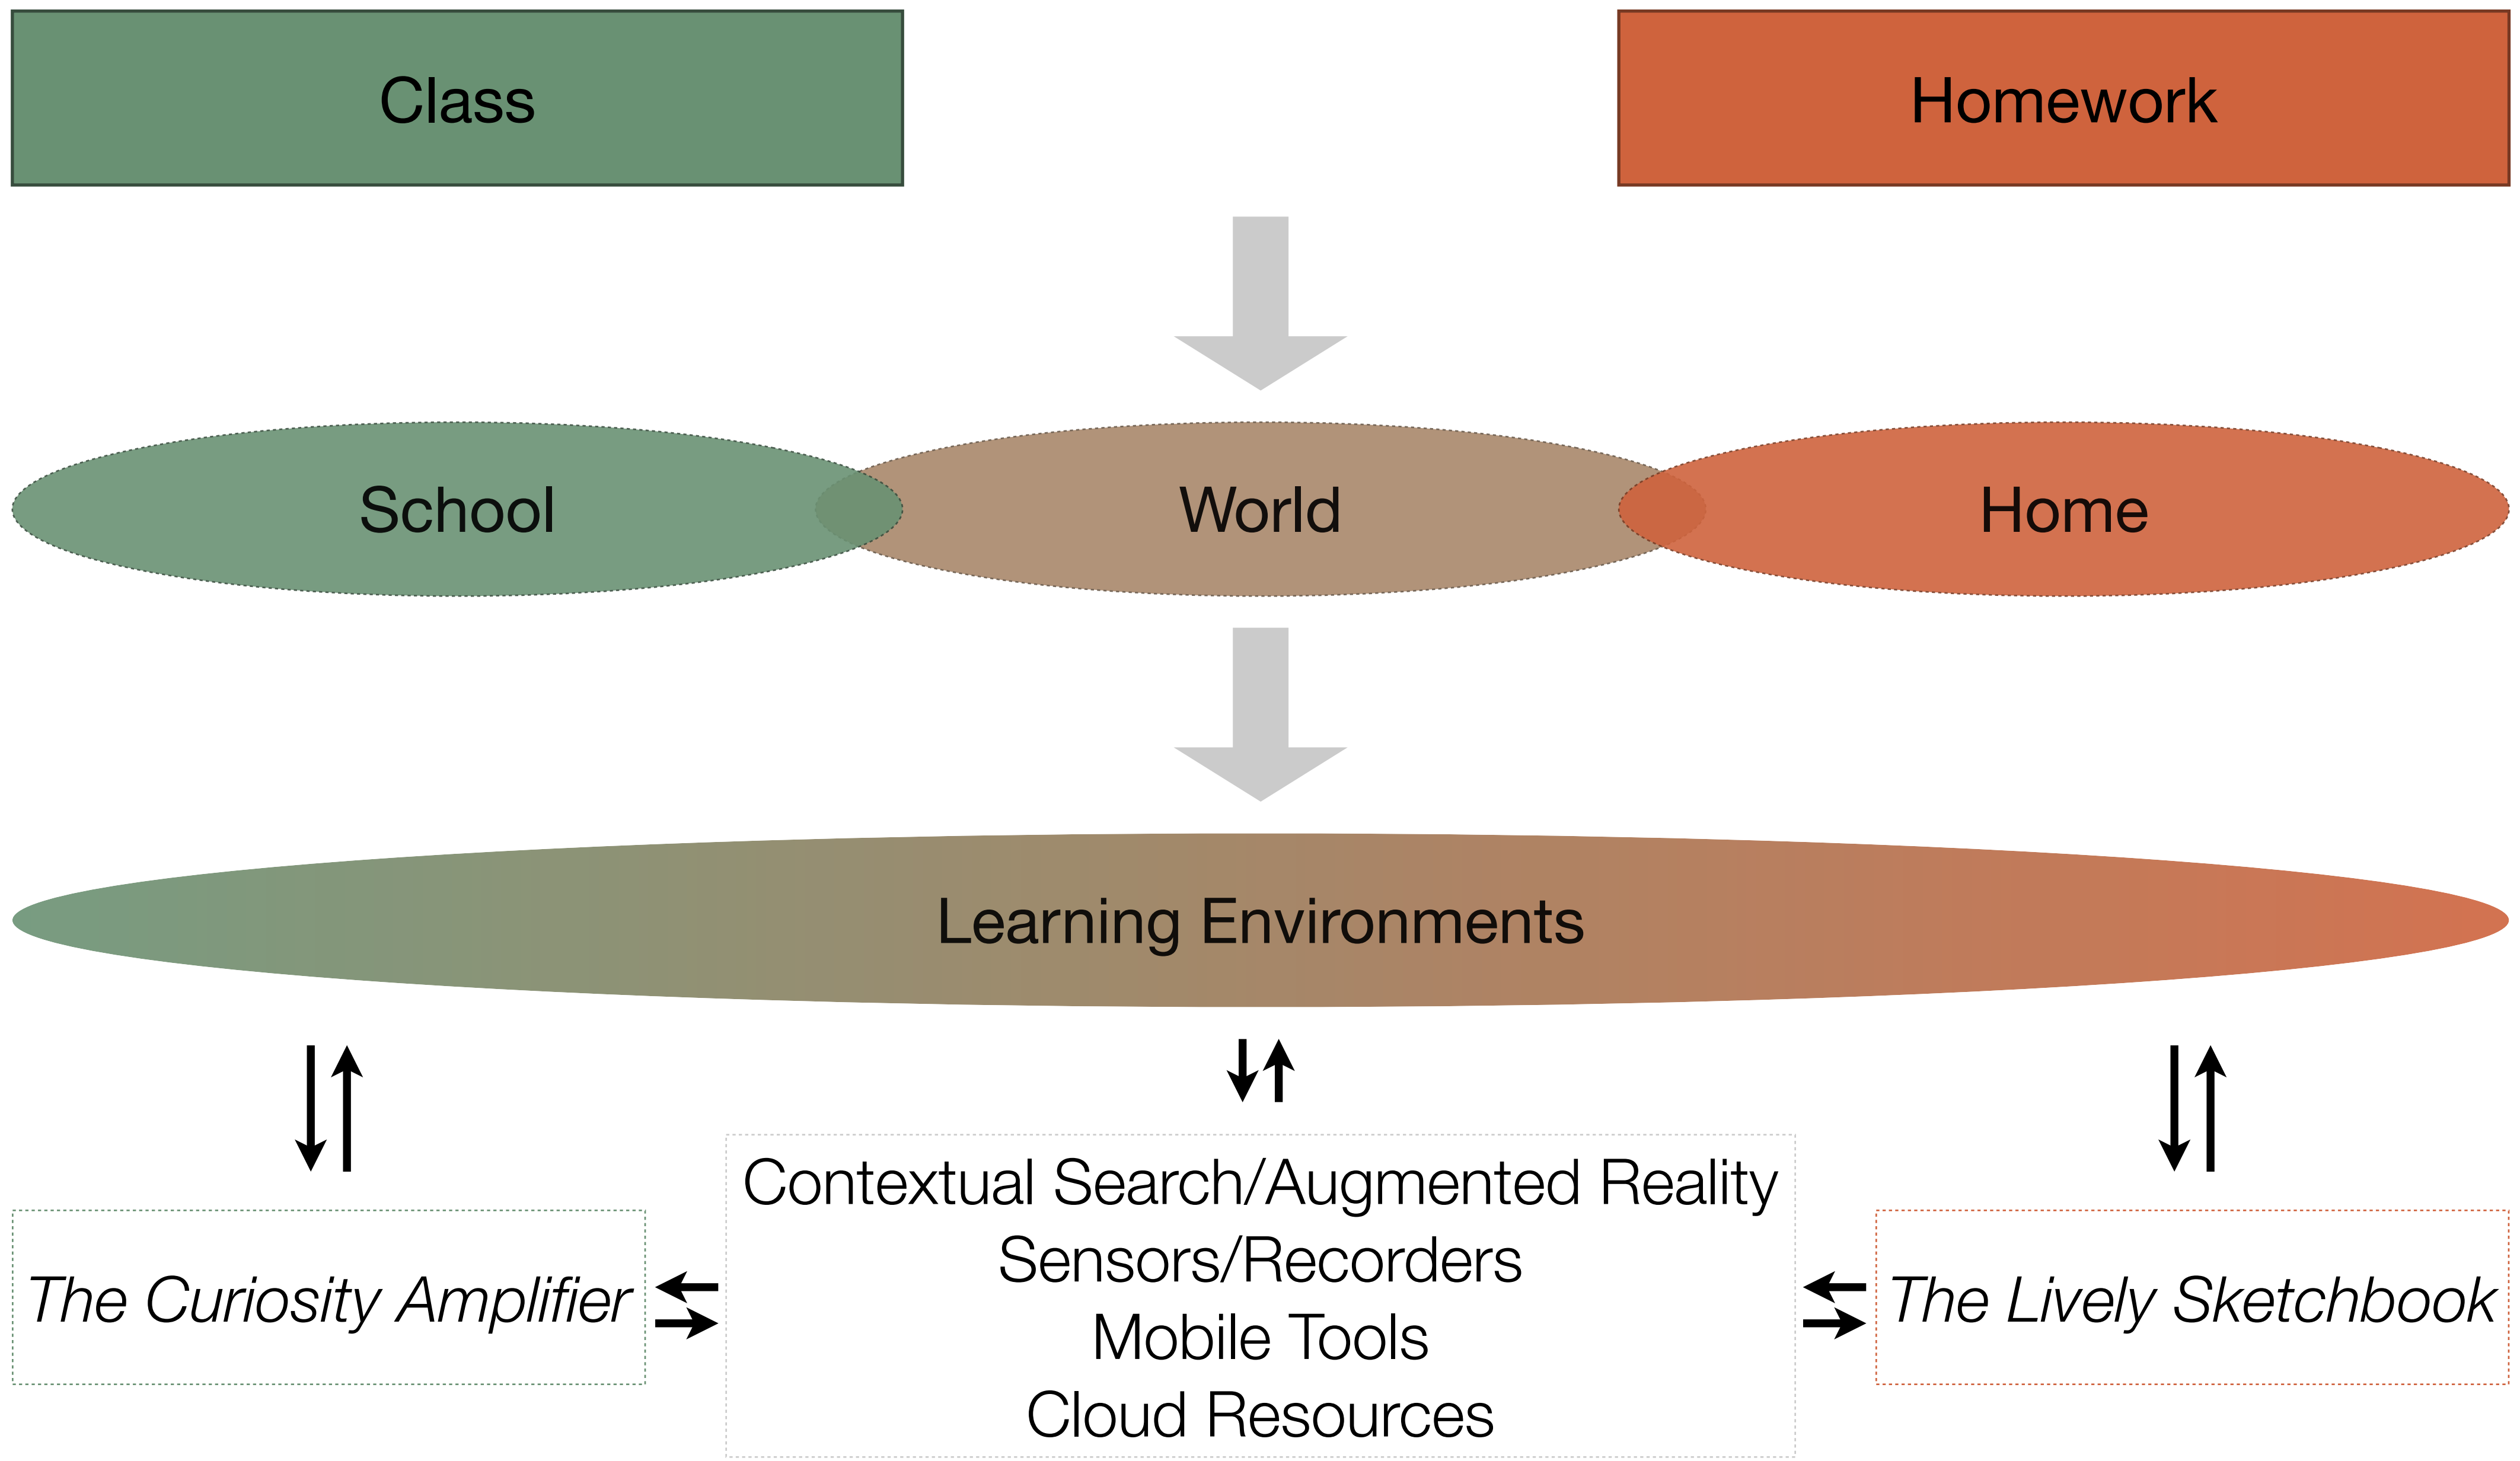 Class
Homework
School
World
Home
Learning Environments
The Curiosity Amplifier
Contextual Search/Augmented Reality
Sensors/Recorders
Mobile Tools
Cloud Resources
The Lively Sketchbook